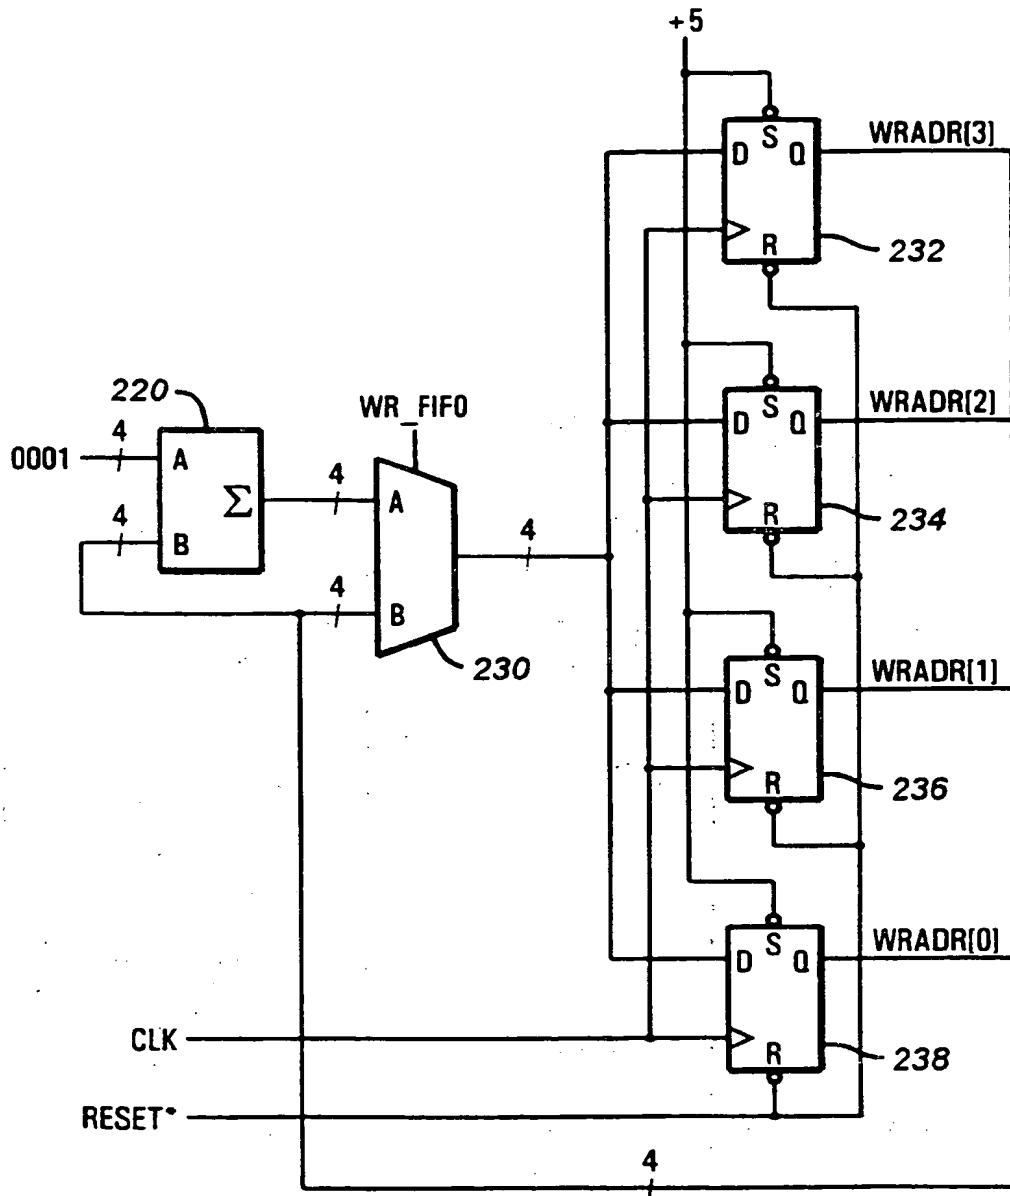 +5
S
D Q
WRADR[3]
R
232
S
D Q
WRADR[2]
R
234
220
4
0001
A
Σ
4
B
WR_FIFO
4
A
4
B
230
4
S
D Q
WRADR[1]
R
236
S
D Q
WRADR[0]
R
238
CLK
RESET*
4